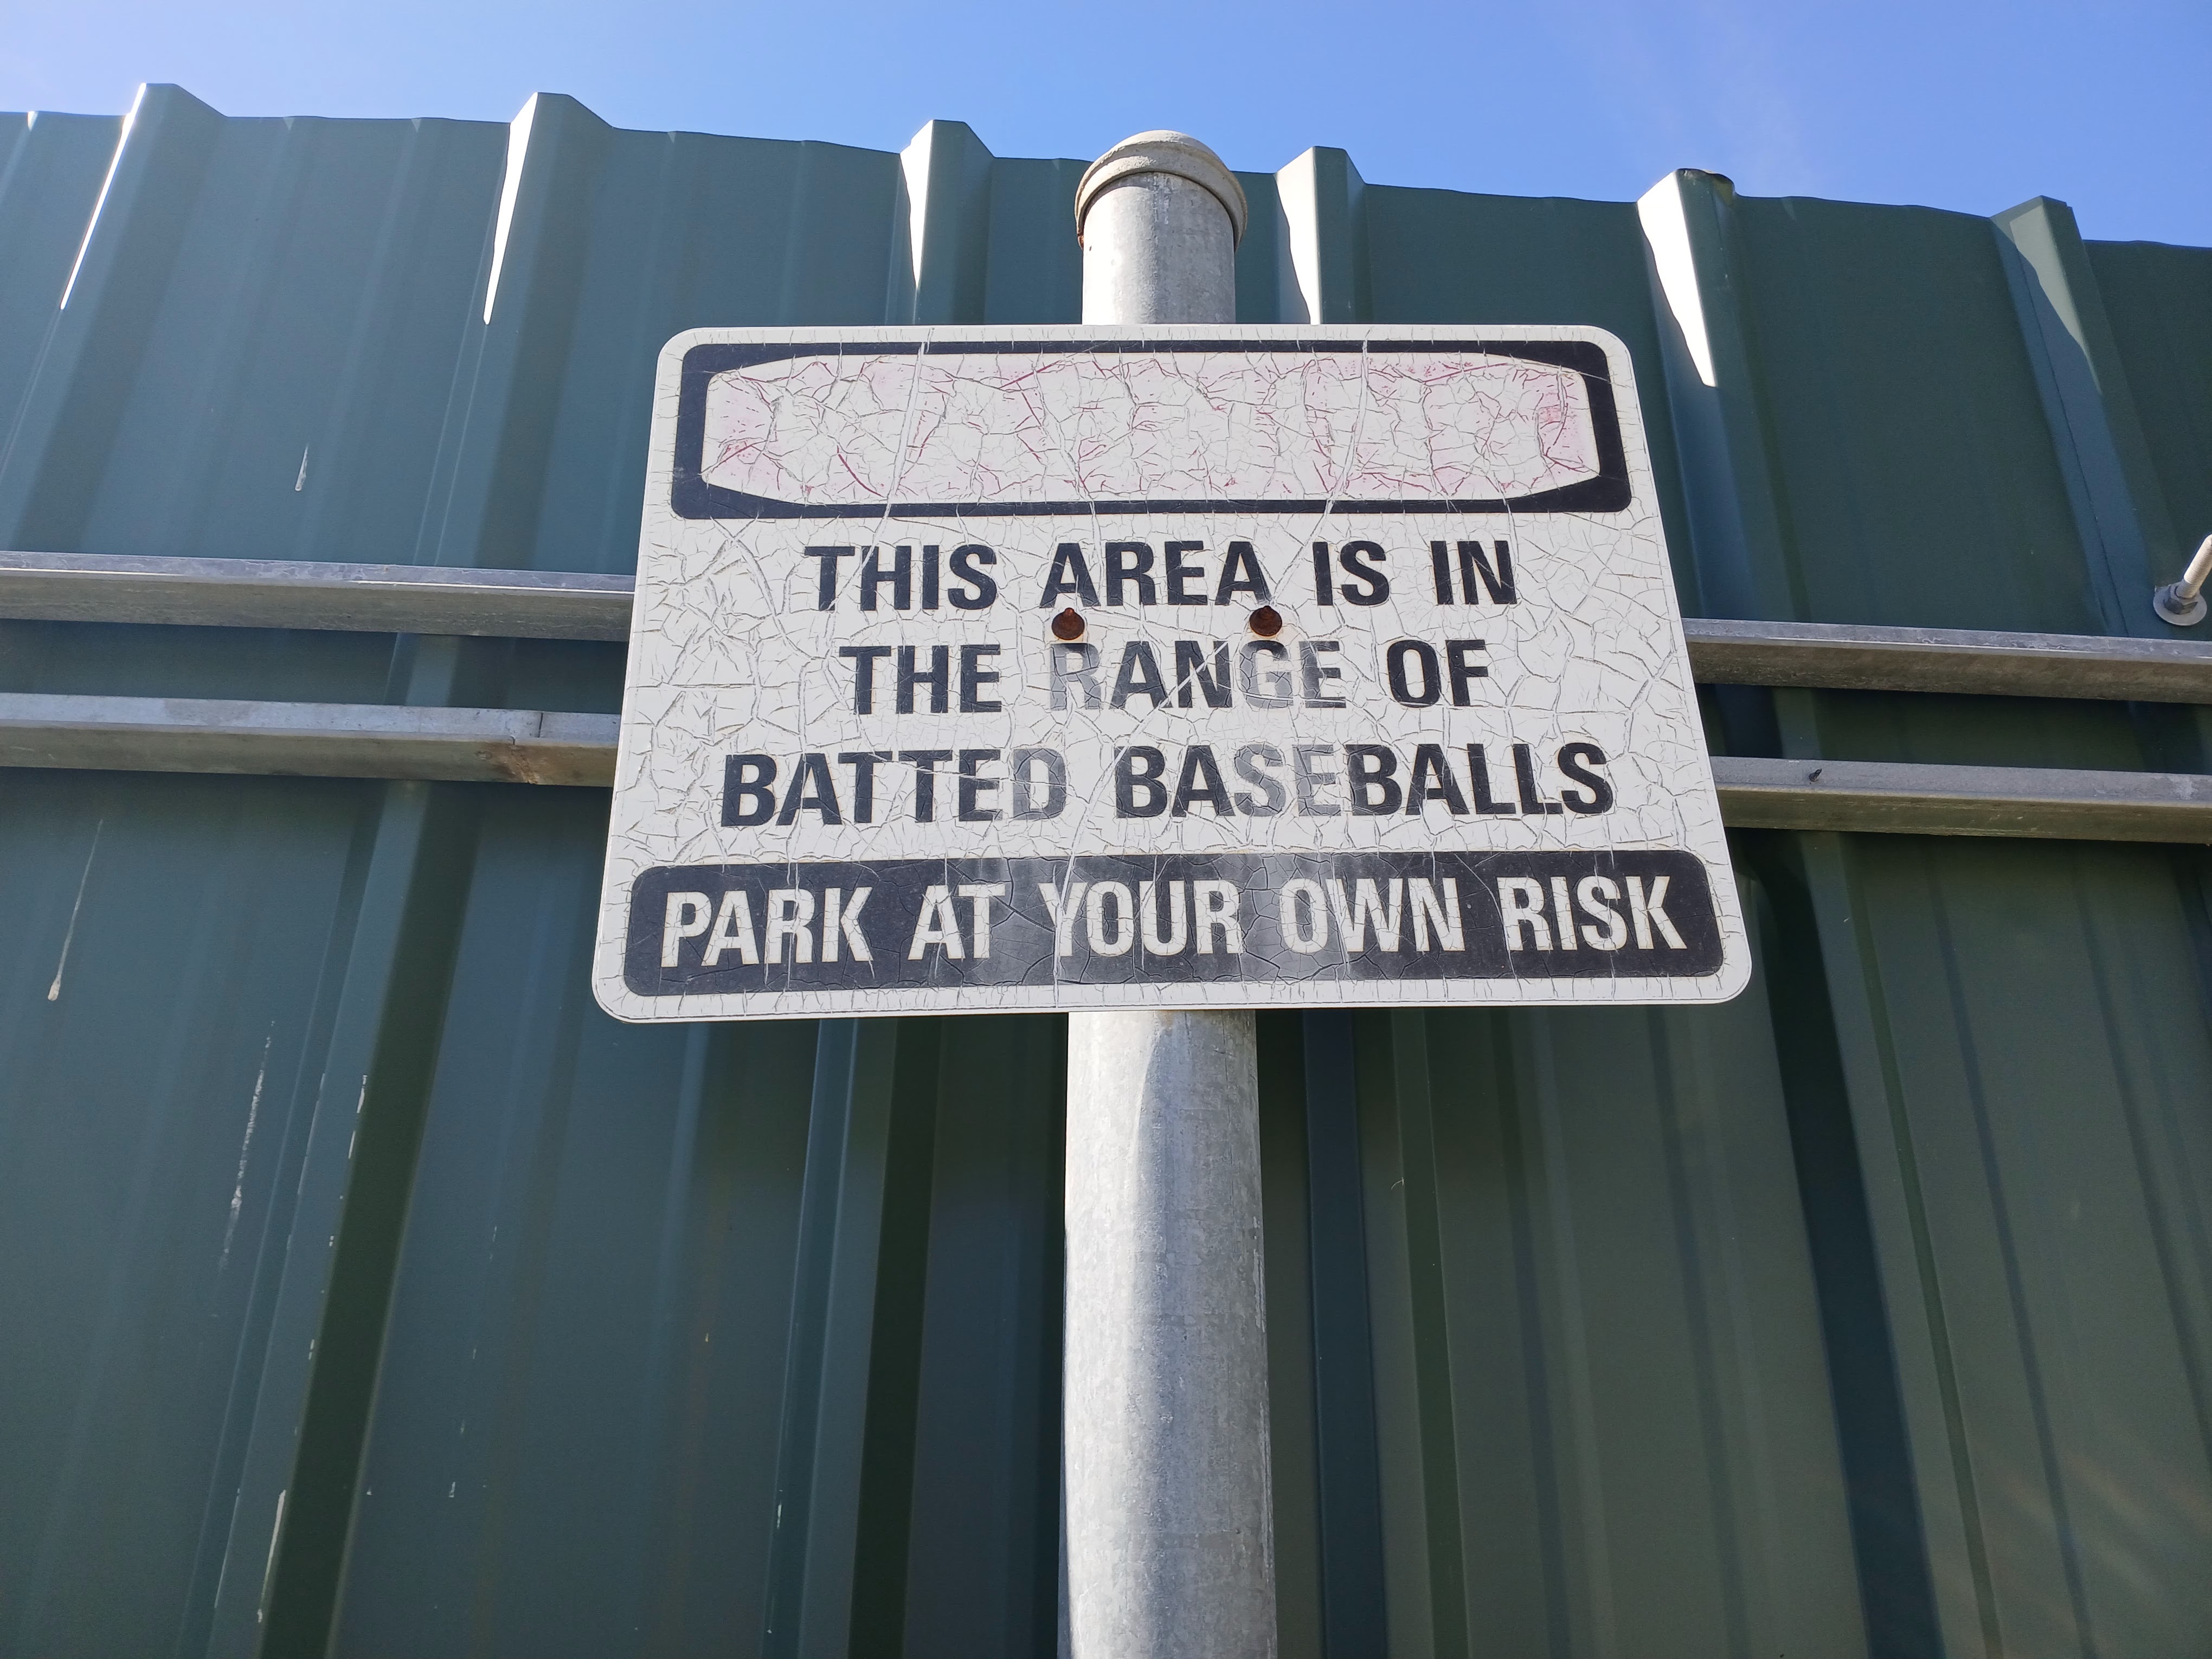 THIS AREA IS IN
THE RANGE OF
BATTED BASEBALLS
PARK AT YOUR OWN RISK